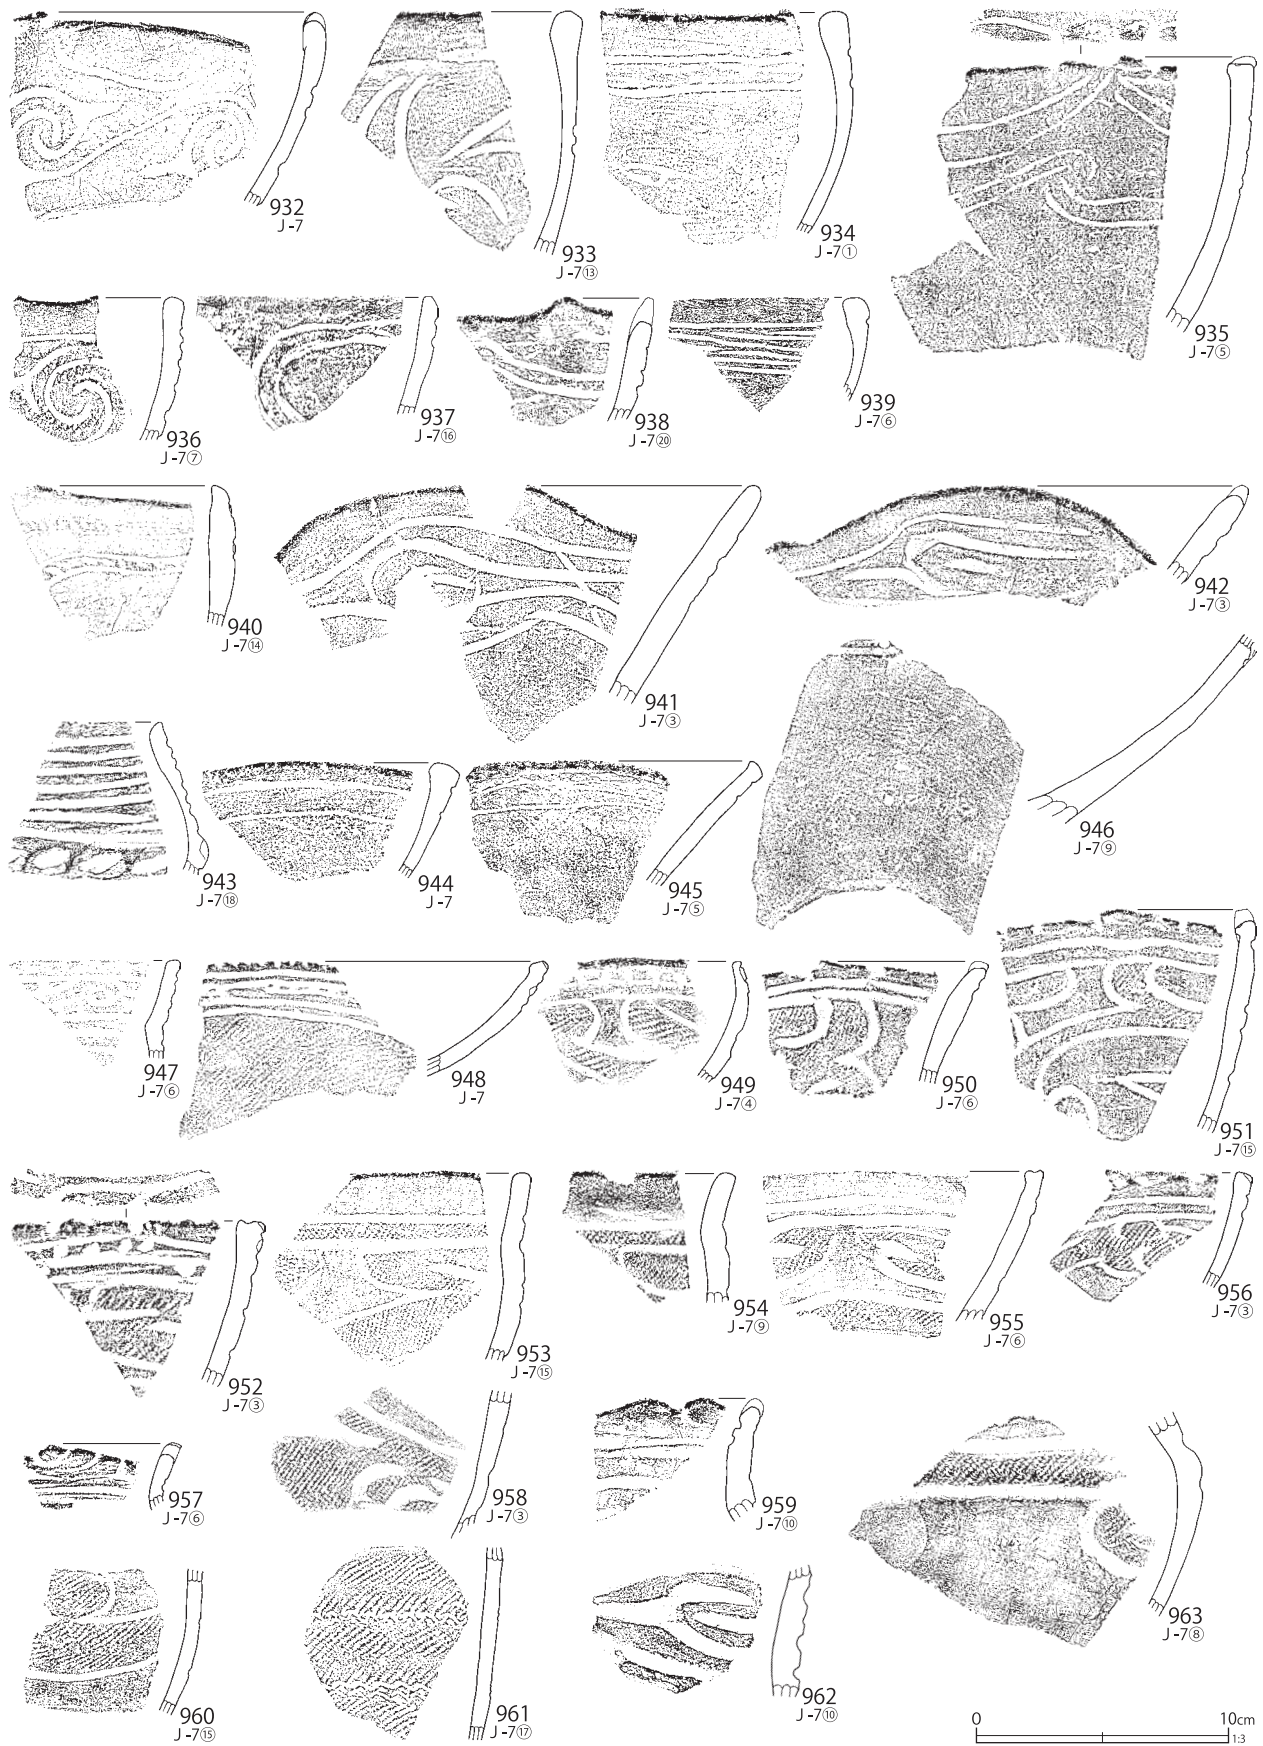 932
J-7
933
J-7⑬
934
J-7①
935
J-7⑤
936
J-7⑦
937
J-7⑯
938
J-7⑳
939
J-7⑥
940
J-7⑭
941
J-7③
942
J-7③
943
J-7⑱
944
J-7
945
J-7⑤
946
J-7⑨
947
J-7⑥
948
J-7
949
J-7④
950
J-7⑥
951
J-7⑮
952
J-7③
953
J-7⑮
954
J-7⑨
955
J-7⑥
956
J-7③
957
J-7⑥
958
J-7③
959
J-7⑩
960
J-7⑮
961
J-7⑰
962
J-7⑩
963
J-7⑧
0 10cm
1:3